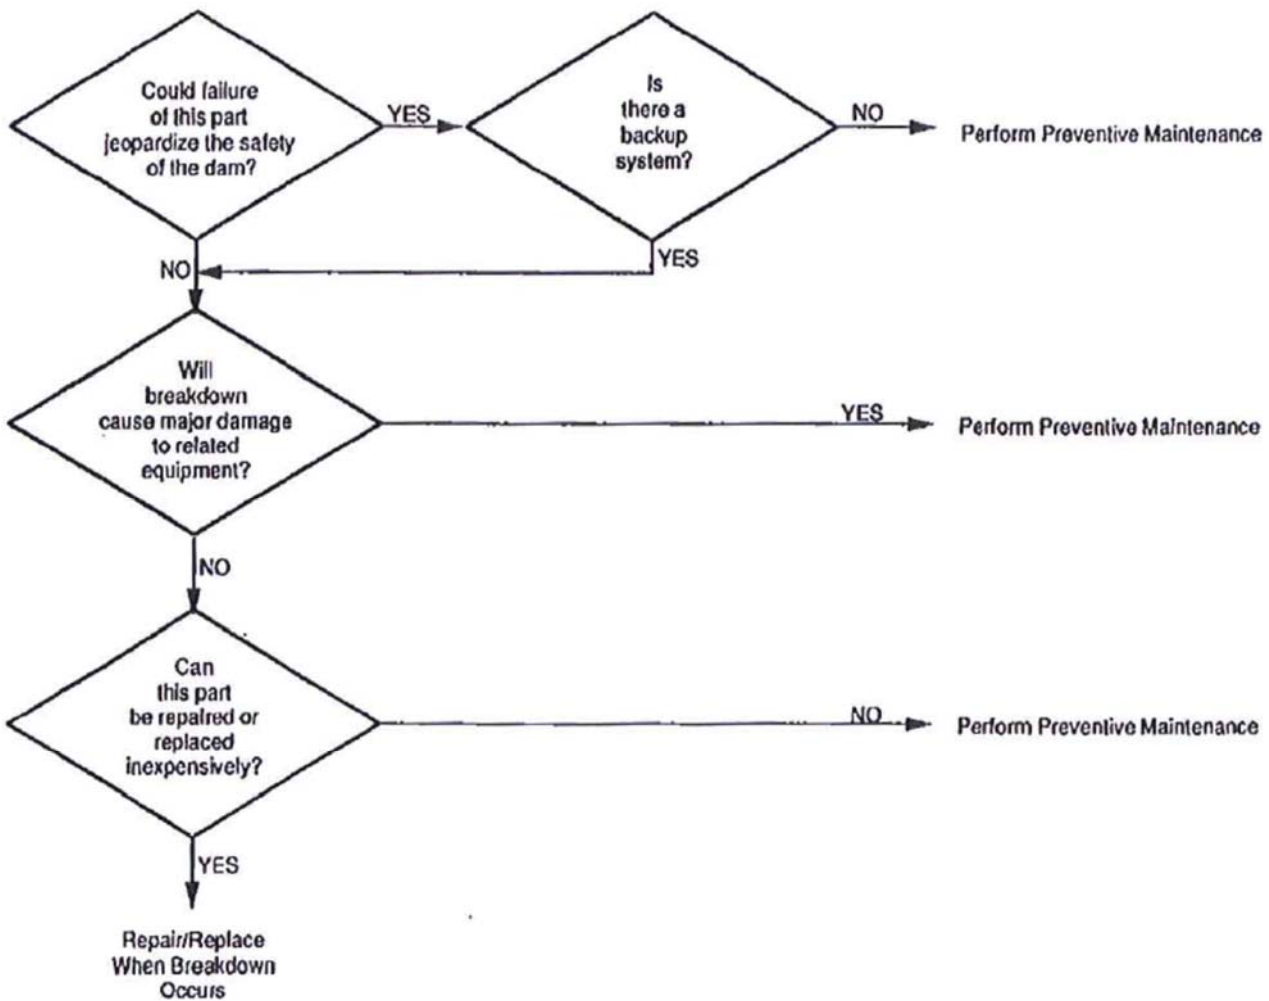 Could failure
of this part
jeopardize the safety
of the dam?
YES
Is
there a
backup
system?
NO
Perform Preventive Maintenance
YES
NO
Will
breakdown
cause major damage
to related
equipment?
YES
Perform Preventive Maintenance
NO
Can
this part
be repaired or
replaced
inexpensively?
NO
Perform Preventive Maintenance
YES
Repair/Replace
When Breakdown
Occurs